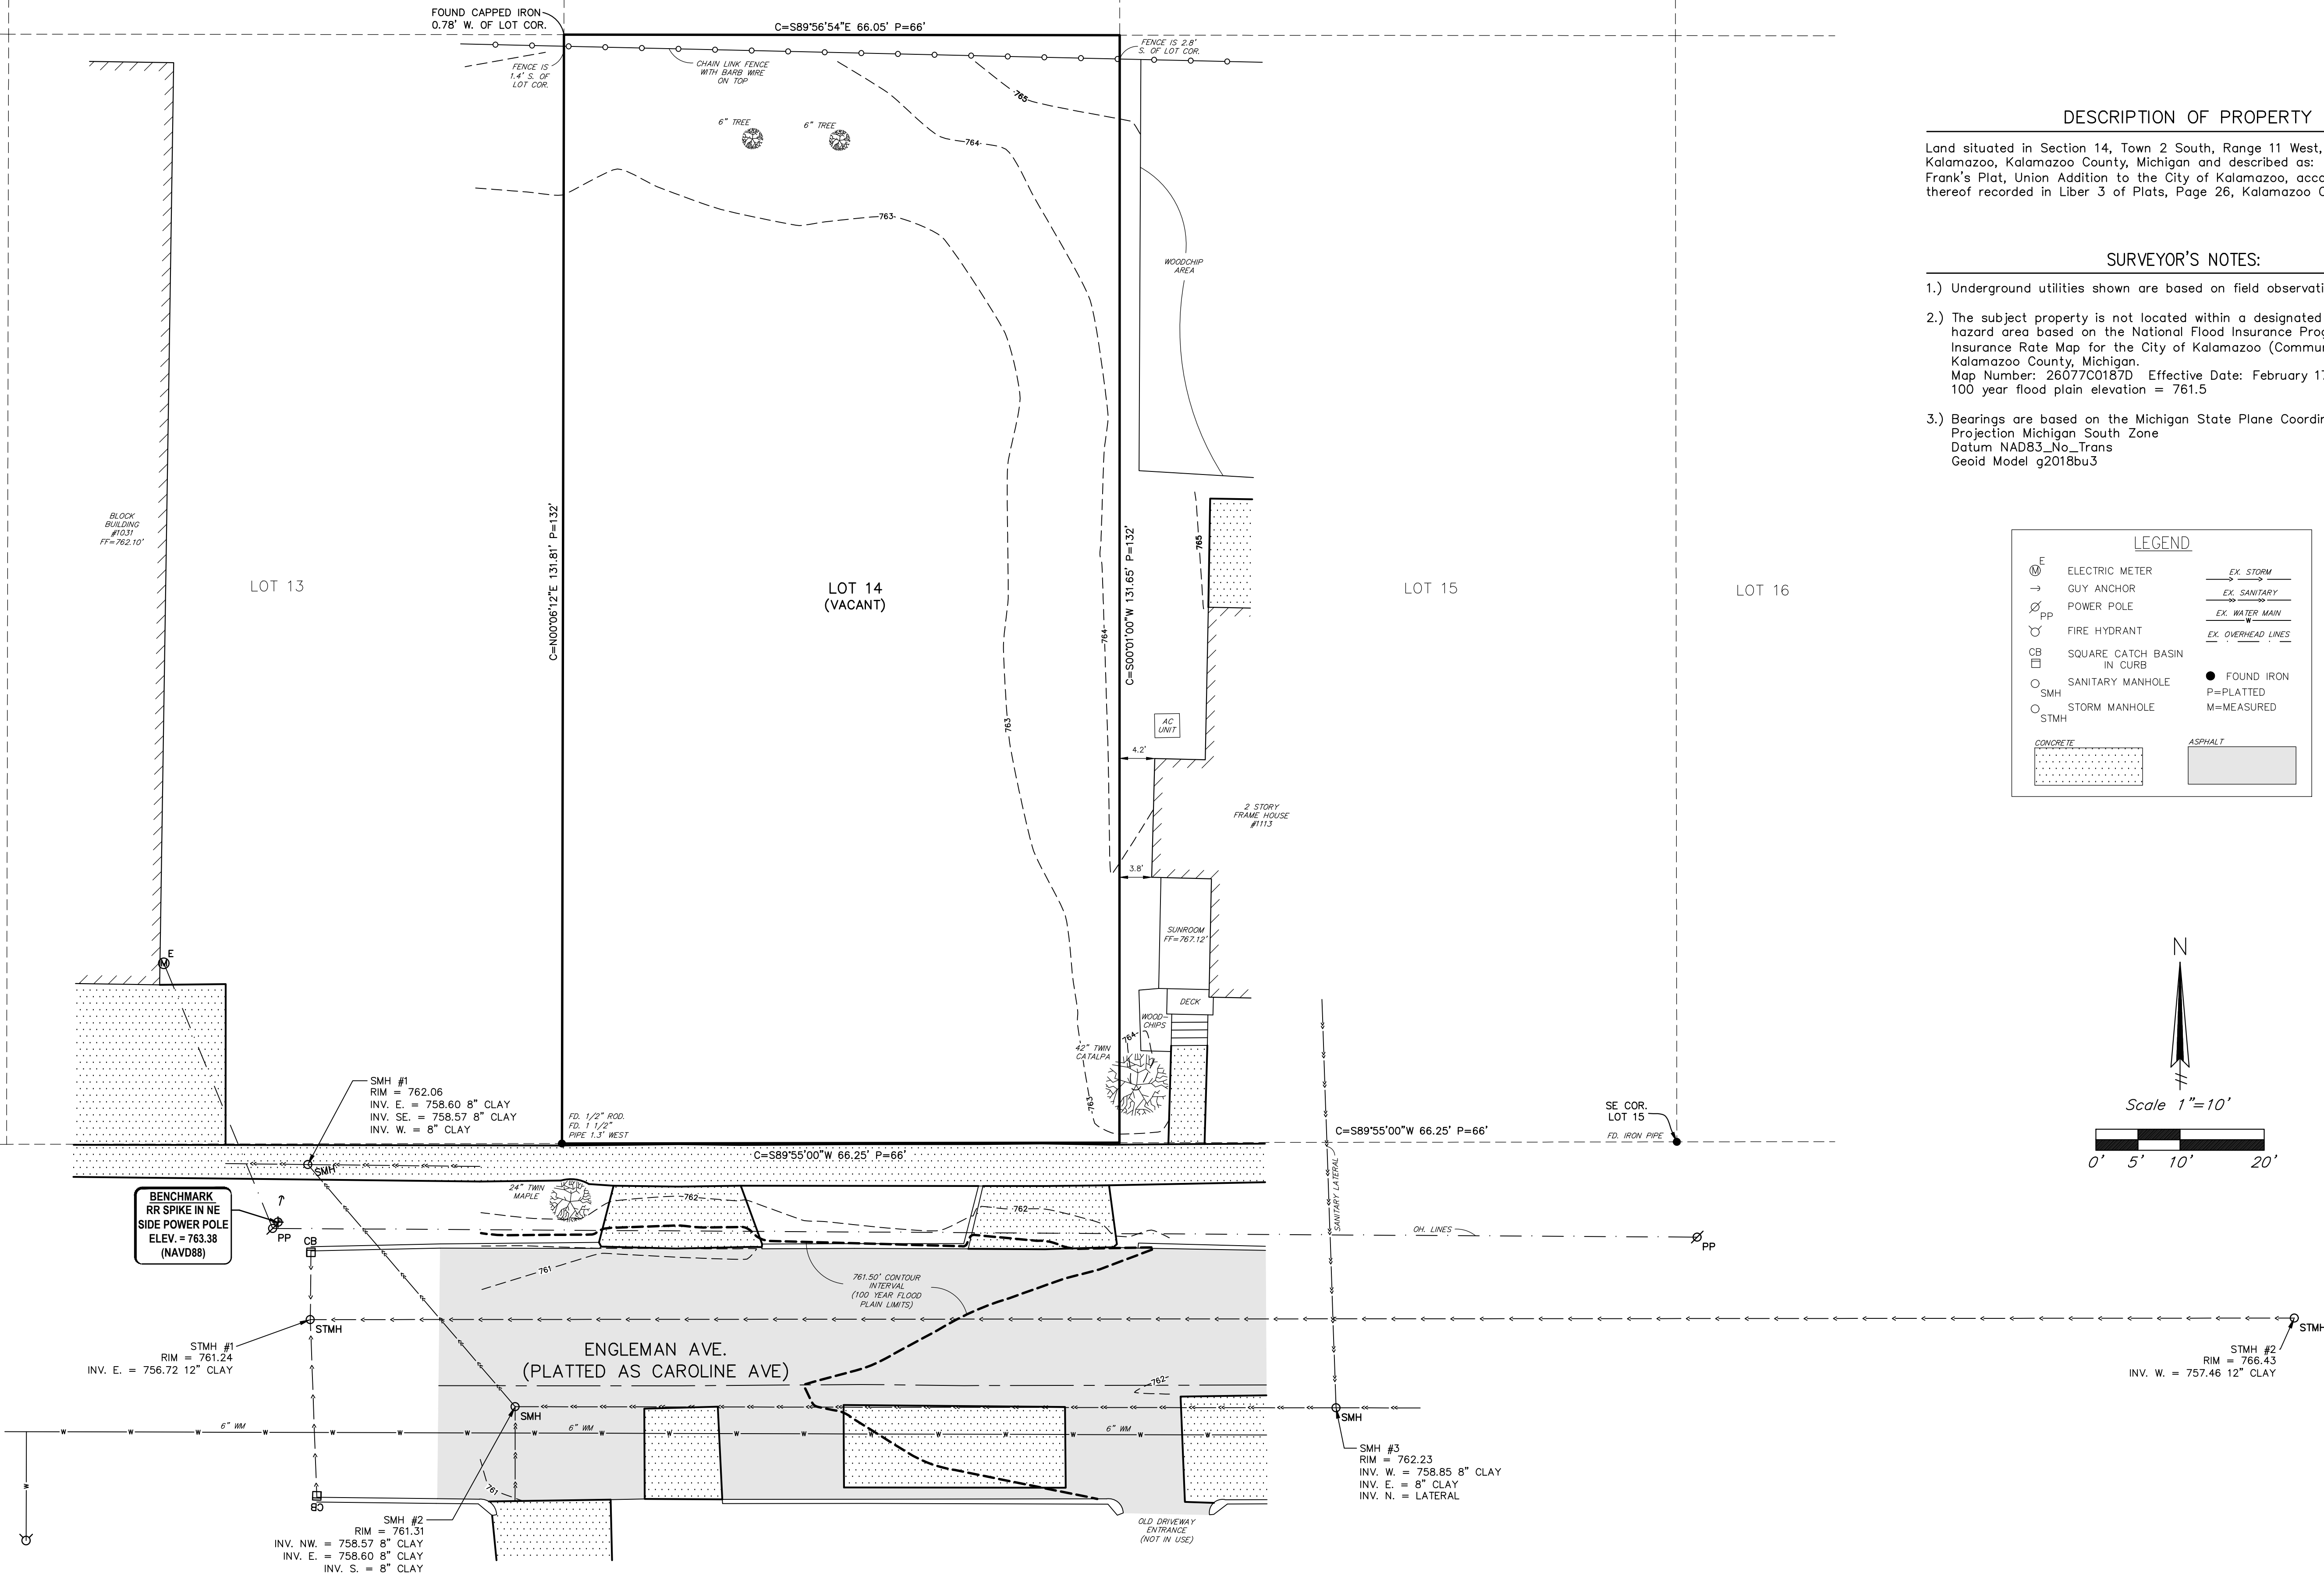 FOUND CAPPED IRON
0.78' W. OF LOT COR.
C=S89°56'54"E 66.05' P=66'
FENCE IS 2.8'
S. OF LOT COR.
FENCE IS
1.4' S. OF
LOT COR.
CHAIN LINK FENCE
WITH BARB WIRE
ON TOP
765
6" TREE
6" TREE
764
763
WOODCHIP
AREA
BLOCK
BUILDING
#1031
FF=762.10'
LOT 13
C=N00°06'12"E 131.81' P=132'
LOT 14
(VACANT)
764
763
C=S00°01'00"W 131.65' P=132'
765
LOT 15
LOT 16
AC
UNIT
4.2'
2 STORY
FRAME HOUSE
#1113
3.8'
SUNROOM
FF=767.12'
DECK
WOOD-
CHIPS
764
42" TWIN
CATALPA
763
E
M
SMH #1
RIM = 762.06
INV. E. = 758.60 8" CLAY
INV. SE. = 758.57 8" CLAY
INV. W. = 8" CLAY
FD. 1/2" ROD.
FD. 1 1/2"
PIPE 1.3' WEST
C=S89°55'00"W 66.25' P=66'
C=S89°55'00"W 66.25' P=66'
SE COR.
LOT 15
FD. IRON PIPE
SMH
BENCHMARK
RR SPIKE IN NE
SIDE POWER POLE
ELEV. = 763.38
(NAVD88)
PP
CB
24" TWIN
MAPLE
762
762
SANITARY LATERAL
OH. LINES
PP
761
761.50' CONTOUR
INTERVAL
(100 YEAR FLOOD
PLAIN LIMITS)
STMH
STMH #1
RIM = 761.24
INV. E. = 756.72 12" CLAY
ENGLEMAN AVE.
(PLATTED AS CAROLINE AVE)
762
STMH
STMH #2
RIM = 766.43
INV. W. = 757.46 12" CLAY
SMH
SMH
6" WM
6" WM
6" WM
W W W W W W W W W W W W W W W W W W
W
761
CB
SMH #3
RIM = 762.23
INV. W. = 758.85 8" CLAY
INV. E. = 8" CLAY
INV. N. = LATERAL
SMH #2
RIM = 761.31
INV. NW. = 758.57 8" CLAY
INV. E. = 758.60 8" CLAY
INV. S. = 8" CLAY
OLD DRIVEWAY
ENTRANCE
(NOT IN USE)
DESCRIPTION OF PROPERTY
Land situated in Section 14, Town 2 South, Range 11 West,
Kalamazoo, Kalamazoo County, Michigan and described as:
Frank's Plat, Union Addition to the City of Kalamazoo, acco
thereof recorded in Liber 3 of Plats, Page 26, Kalamazoo C
SURVEYOR'S NOTES:
1.) Underground utilities shown are based on field observati
2.) The subject property is not located within a designated
hazard area based on the National Flood Insurance Pro
Insurance Rate Map for the City of Kalamazoo (Commu
Kalamazoo County, Michigan.
Map Number: 26077C0187D Effective Date: February 17
100 year flood plain elevation = 761.5
3.) Bearings are based on the Michigan State Plane Coordin
Projection Michigan South Zone
Datum NAD83_No_Trans
Geoid Model g2018bu3
LEGEND
E
M ELECTRIC METER
GUY ANCHOR
PP POWER POLE
FIRE HYDRANT
CB SQUARE CATCH BASIN
IN CURB
SMH SANITARY MANHOLE
STMH STORM MANHOLE
EX. STORM
EX. SANITARY
EX. WATER MAIN
W
EX. OVERHEAD LINES
FOUND IRON
P=PLATTED
M=MEASURED
CONCRETE
ASPHALT
N
Scale 1"=10'
0' 5' 10' 20'